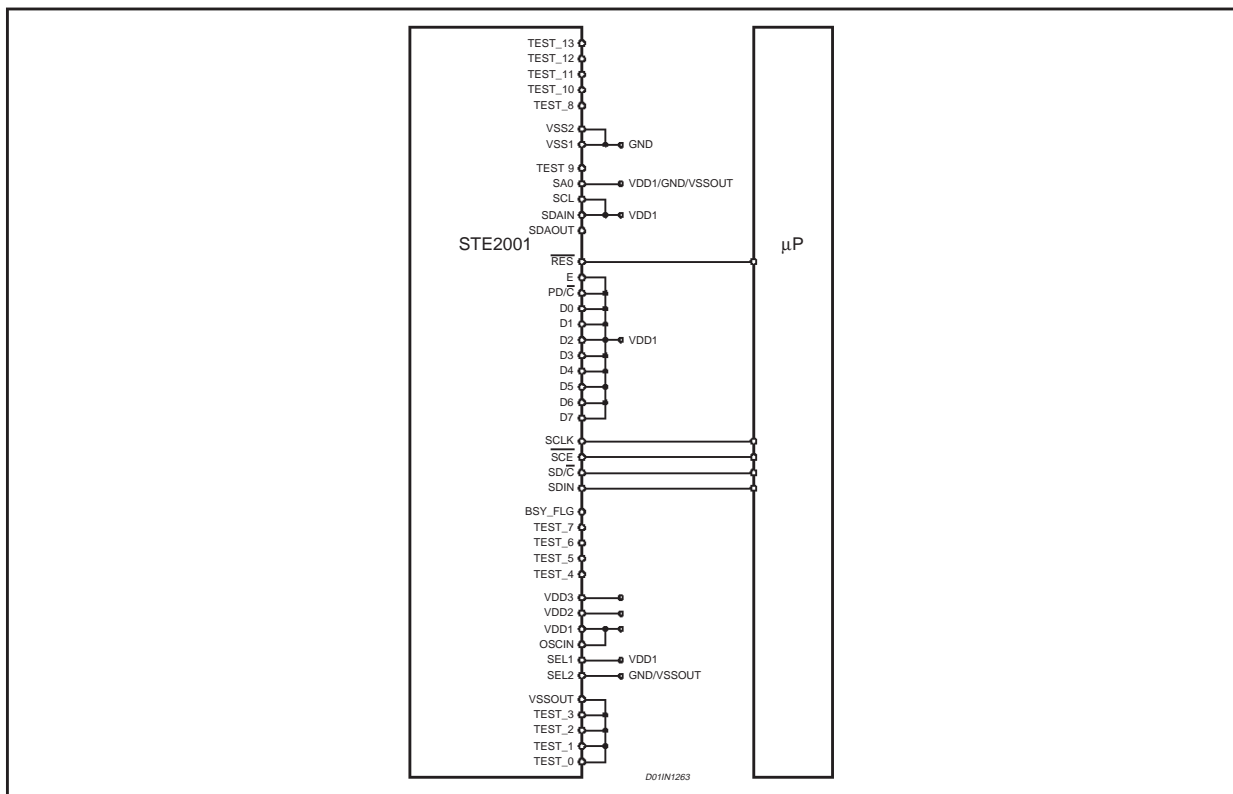 TEST_13
TEST_12
TEST_11
TEST_10
TEST_8
VSS2
VSS1 GND
TEST 9
SA0 VDD1/GND/VSSOUT
SCL
SDAIN VDD1
SDAOUT
STE2001 µP
R̅E̅S̅
E
PD/C̅
D0
D1
D2 VDD1
D3
D4
D5
D6
D7
SCLK
S̅C̅E̅
SD/C̅
SDIN
BSY_FLG
TEST_7
TEST_6
TEST_5
TEST_4
VDD3
VDD2
VDD1
OSCIN
SEL1 VDD1
SEL2 GND/VSSOUT
VSSOUT
TEST_3
TEST_2
TEST_1
TEST_0
D01IN1263